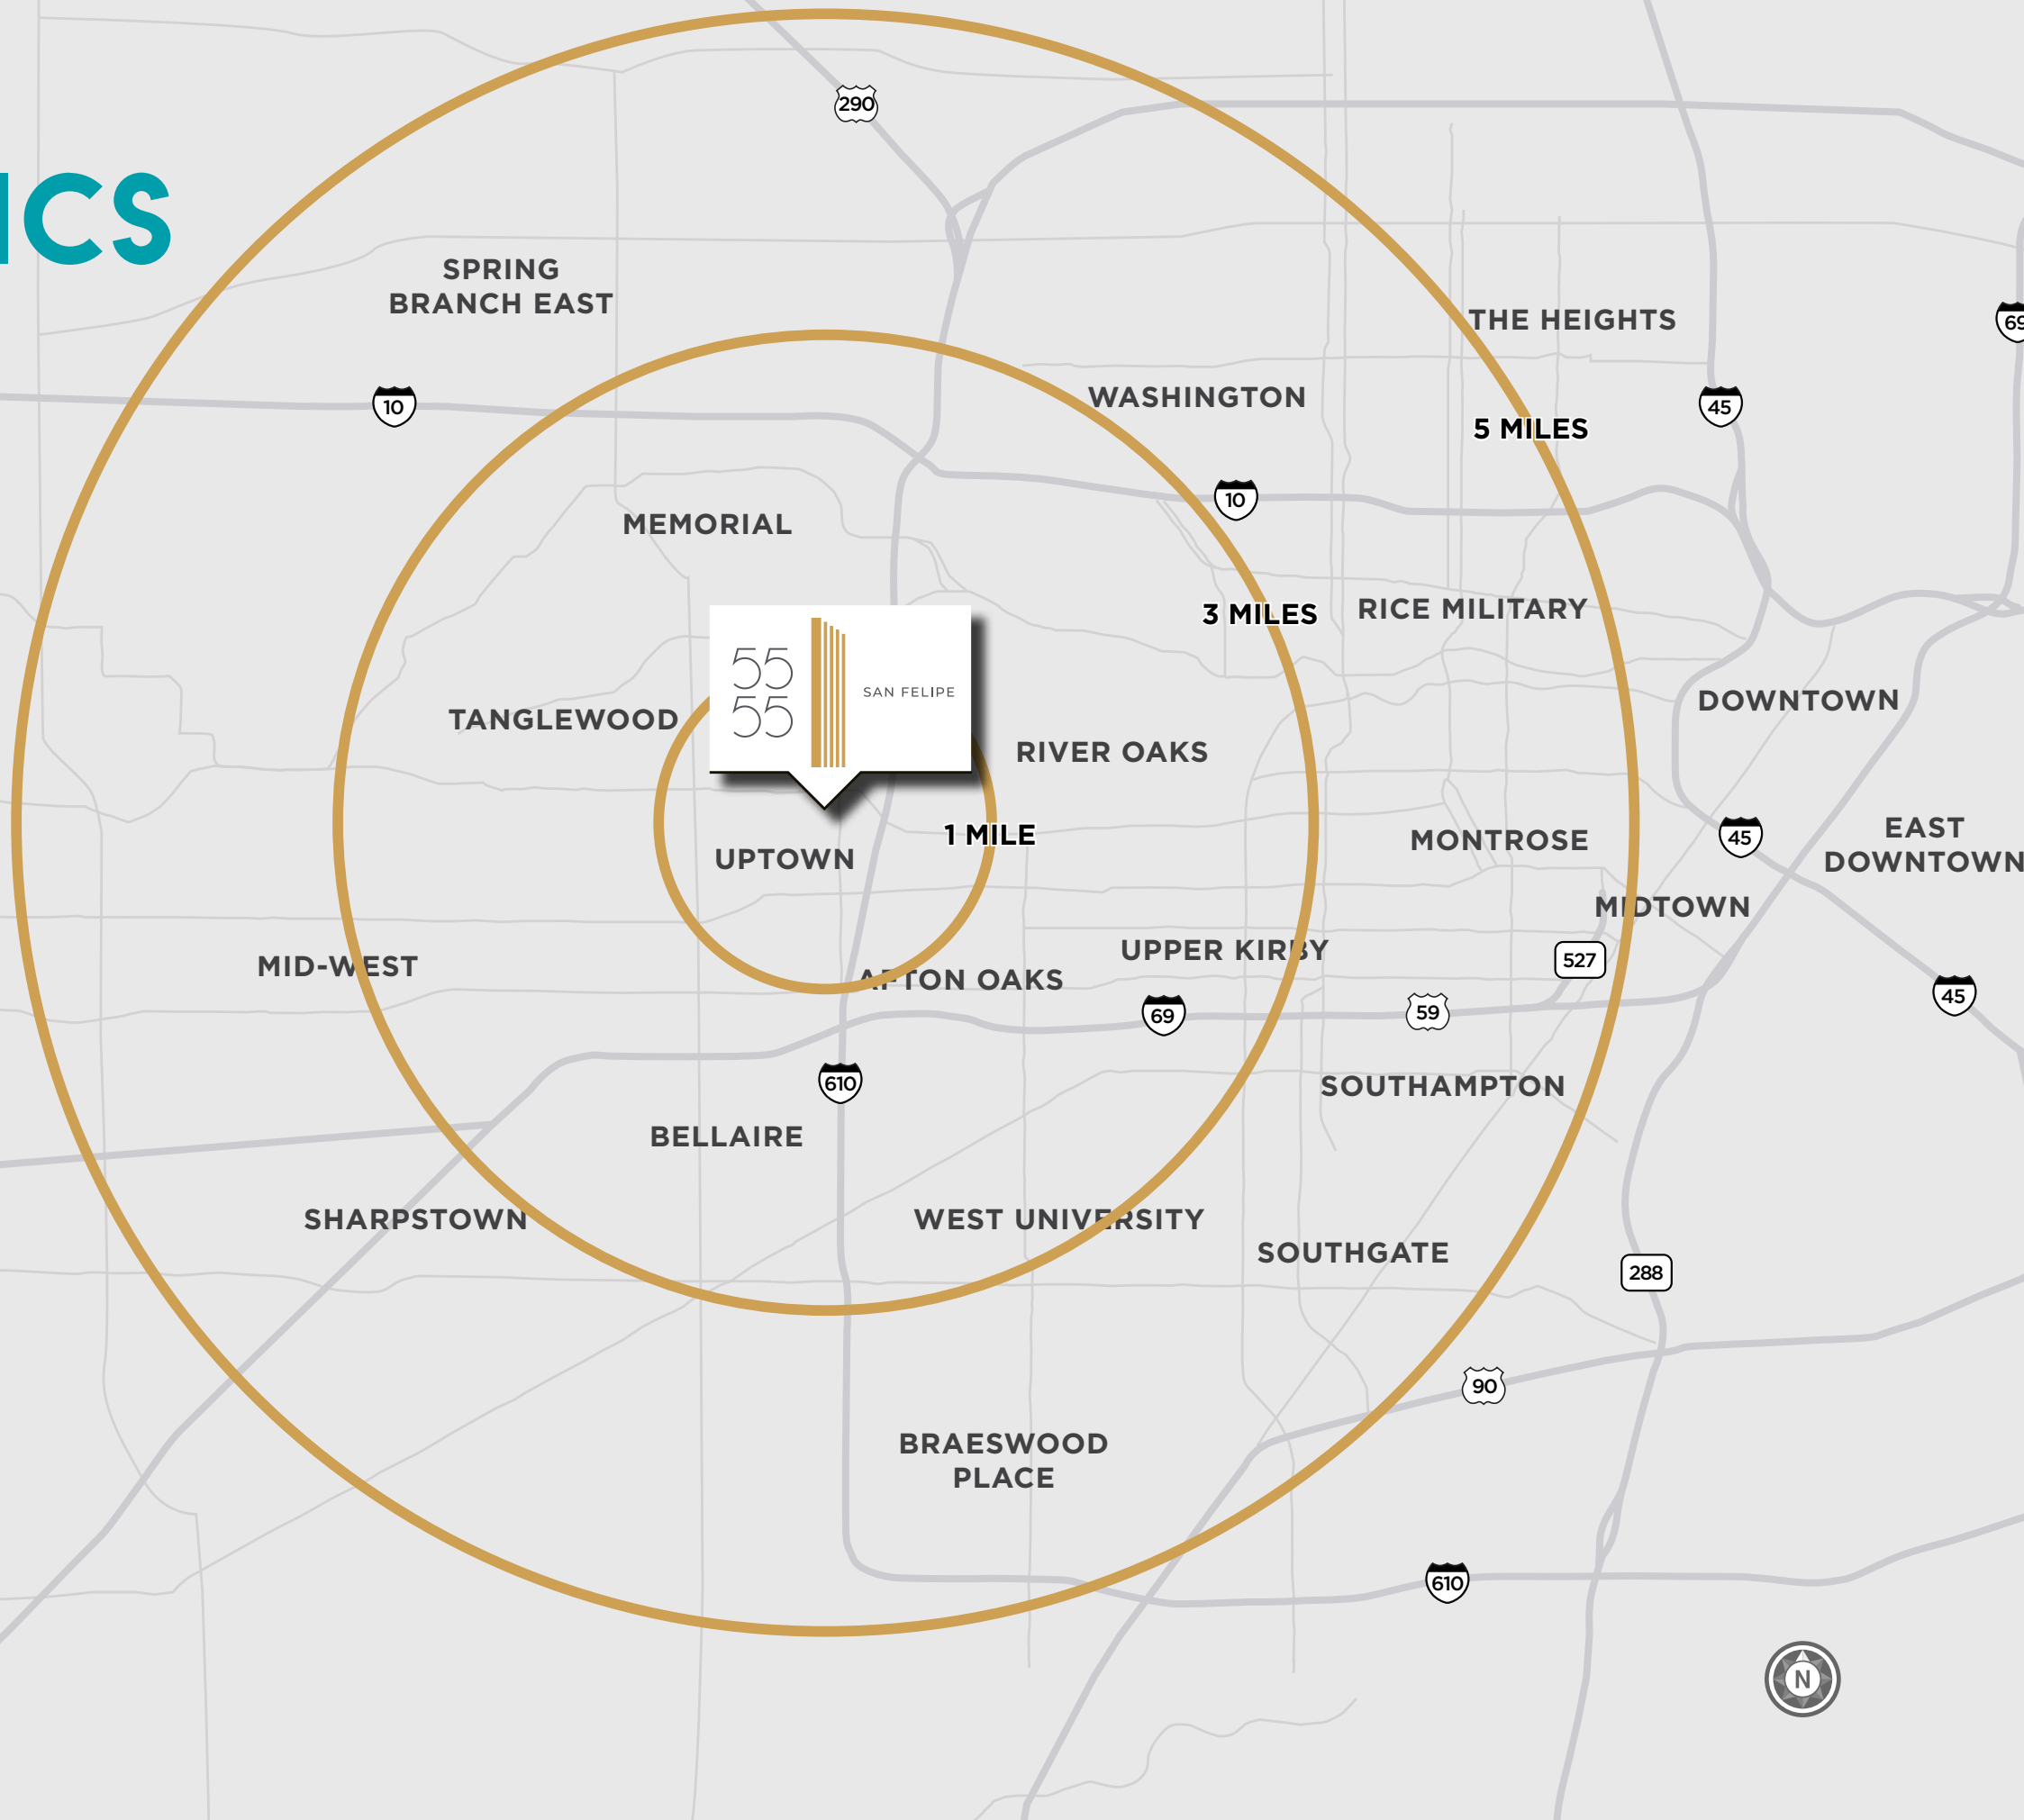 290
ICS
SPRING
BRANCH EAST
THE HEIGHTS
69
WASHINGTON
10
45
5 MILES
10
MEMORIAL
3 MILES
RICE MILITARY
55
55
SAN FELIPE
TANGLEWOOD
DOWNTOWN
RIVER OAKS
1 MILE
MONTROSE
45
EAST
DOWNTOWN
UPTOWN
MIDTOWN
UPPER KIRBY
MID-WEST
527
AFTON OAKS
45
69
59
610
SOUTHAMPTON
BELLAIRE
SHARPSTOWN
WEST UNIVERSITY
SOUTHGATE
288
90
BRAESWOOD
PLACE
610
N